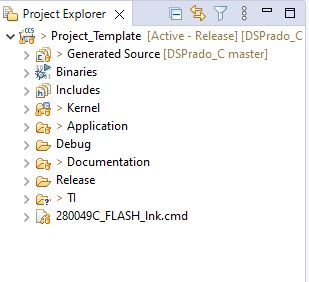 Project Explorer
Project_Template [Active - Release] [DSPrado_C
> Generated Source [DSPrado_C master]
Binaries
Includes
> Kernel
> Application
Debug
> Documentation
Release
> TI
280049C_FLASH_lnk.cmd